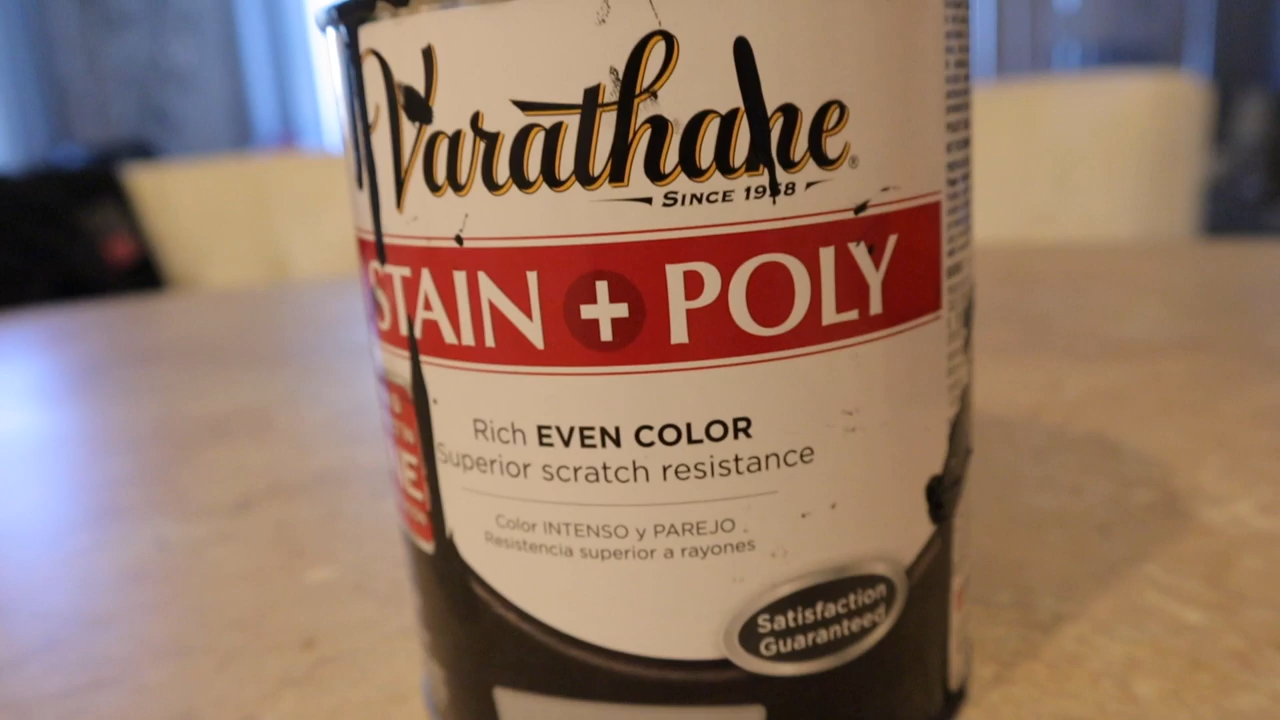 Varathane®
SINCE 1958
STAIN + POLY
Rich EVEN COLOR
Superior scratch resistance
Color INTENSO y PAREJO
Resistencia superior a rayones
Satisfaction
Guaranteed